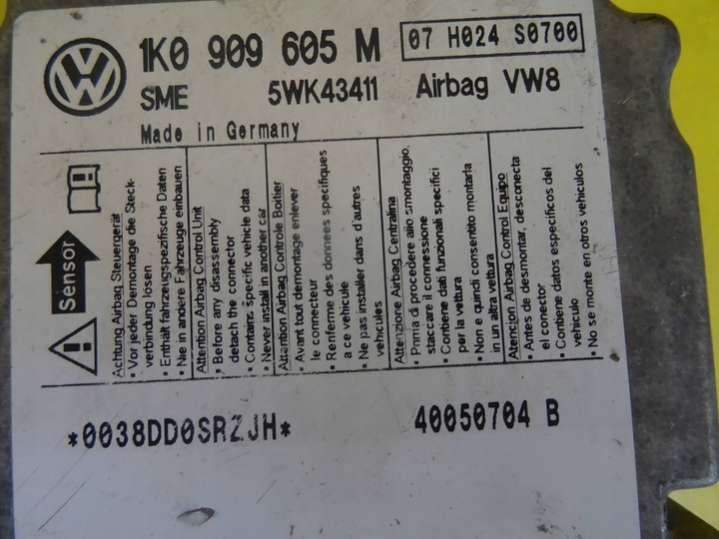 1K0 909 605 M
07 H024 S0700
SME
5WK43411
Airbag VW8
Made in Germany
Sensor
Achtung Airbag Steuergerät
• Vor jeder Demontage die Steck-
verbindung lösen
• Enthält fahrzeugspezifische Daten
• Nie in andere Fahrzeuge einbauen
Attention Airbag Control Unit
• Before any disassembly
detach the connector
• Contains specific vehicle data
• Never install in another car
Attention Airbag Controle Boitier
• Avant tout demontage enlever
le connecteur
• Renferme des données specifiques
a ce vehicule
• Ne pas installer dans d'autres
vehicules
Attenzione Airbag Centralina
• Prima di procedere allo smontaggio,
staccare il connessione
• Contiene dati funzionali specifici
per la vettura
• Non e quindi consentito montarla
in un altra vettura
Atencion Airbag Control Equipo
• Antes de desmontar, desconecta
el conector
• Contiene datos especificos del
vehiculo
• No se monte en otros vehiculos
*0038DD0SRZJH*
40050704 B